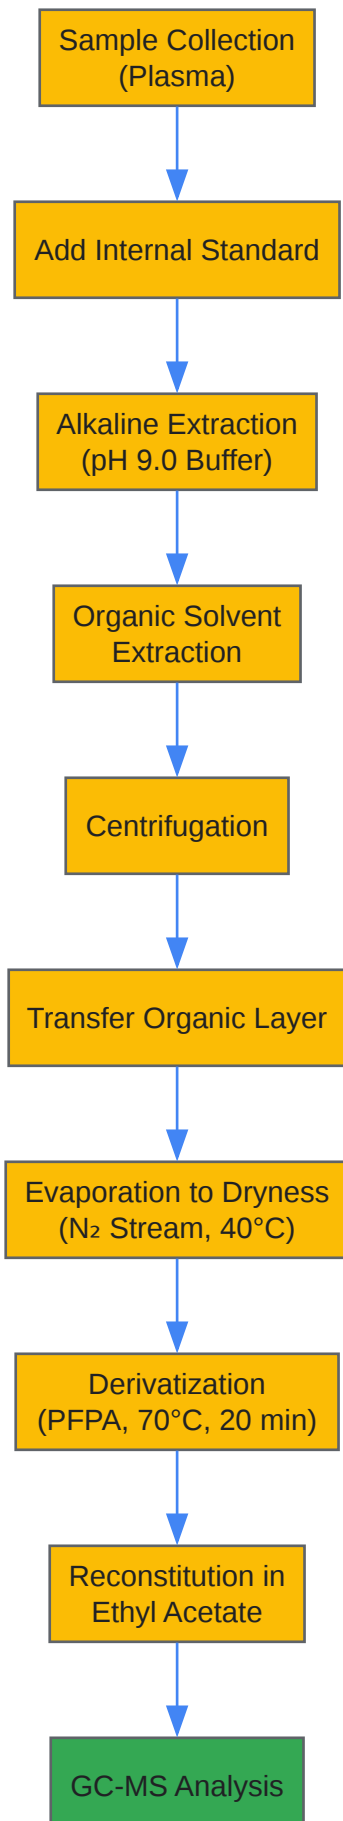 Sample Collection
(Plasma)
Add Internal Standard
Alkaline Extraction
(pH 9.0 Buffer)
Organic Solvent
Extraction
Centrifugation
Transfer Organic Layer
Evaporation to Dryness
(N₂ Stream, 40°C)
Derivatization
(PFPA, 70°C, 20 min)
Reconstitution in
Ethyl Acetate
GC-MS Analysis